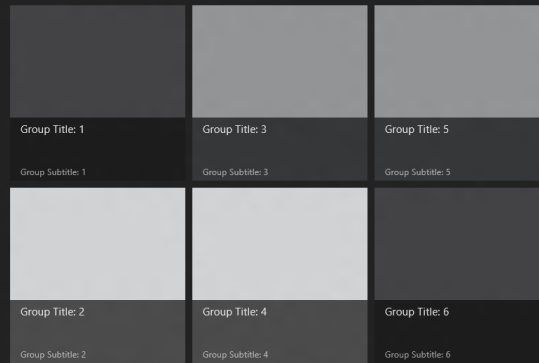 Group Title: 1
Group Subtitle: 1
Group Title: 3
Group Subtitle: 3
Group Title: 5
Group Subtitle: 5
Group Title: 2
Group Subtitle: 2
Group Title: 4
Group Subtitle: 4
Group Title: 6
Group Subtitle: 6